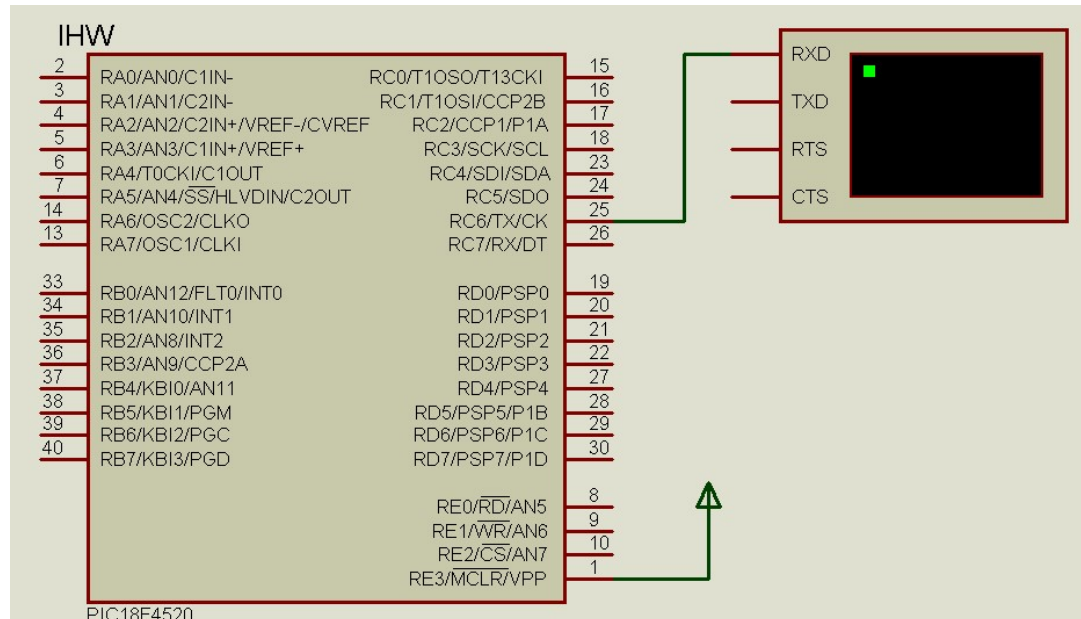 IHW
2 RA0/AN0/C1IN- RC0/T1OSO/T13CKI 15 RXD
3 RA1/AN1/C2IN- RC1/T1OSI/CCP2B 16 TXD
4 RA2/AN2/C2IN+/VREF-/CVREF RC2/CCP1/P1A 17
5 RA3/AN3/C1IN+/VREF+ RC3/SCK/SCL 18 RTS
6 RA4/T0CKI/C1OUT RC4/SDI/SDA 23
7 RA5/AN4/SS/HLVDIN/C2OUT RC5/SDO 24 CTS
14 RA6/OSC2/CLKO RC6/TX/CK 25
13 RA7/OSC1/CLKI RC7/RX/DT 26
33 RB0/AN12/FLT0/INT0 RD0/PSP0 19
34 RB1/AN10/INT1 RD1/PSP1 20
35 RB2/AN8/INT2 RD2/PSP2 21
36 RB3/AN9/CCP2A RD3/PSP3 22
37 RB4/KBI0/AN11 RD4/PSP4 27
38 RB5/KBI1/PGM RD5/PSP5/P1B 28
39 RB6/KBI2/PGC RD6/PSP6/P1C 29
40 RB7/KBI3/PGD RD7/PSP7/P1D 30
RE0/RD/AN5 8
RE1/WR/AN6 9
RE2/CS/AN7 10
RE3/MCLR/VPP 1
PIC18F4520